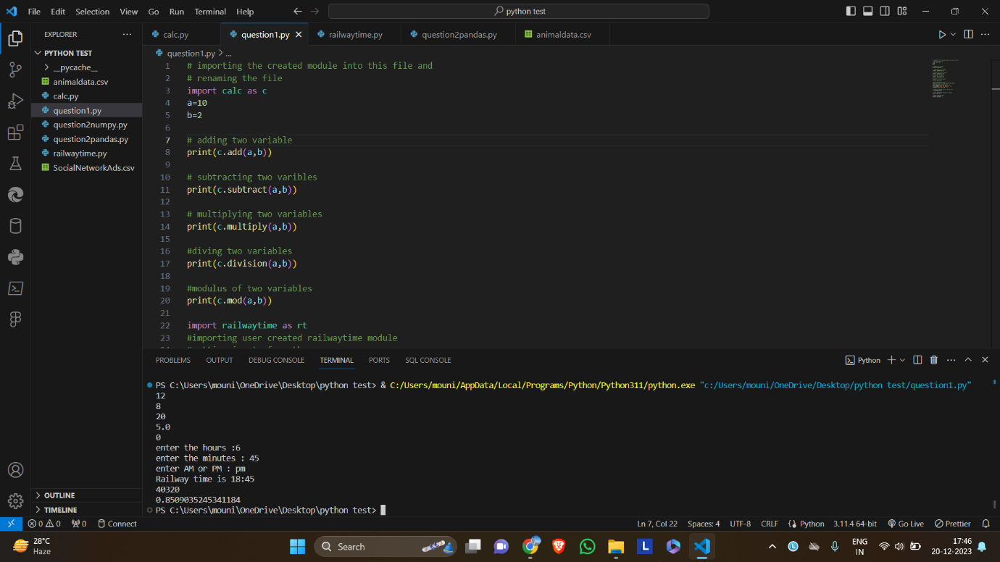 File Edit Selection View Go Run Terminal Help
python test
EXPLORER
PYTHON TEST
__pycache__
animaldata.csv
calc.py
question1.py
question2numpy.py
question2pandas.py
railwaytime.py
SocialNetworkAds.csv
OUTLINE
TIMELINE
calc.py question1.py railwaytime.py question2pandas.py animaldata.csv
question1.py > ...
1 # importing the created module into this file and
2 # renaming the file
3 import calc as c
4 a=10
5 b=2
6
7 # adding two variable
8 print(c.add(a,b))
9
10 # subtracting two varibles
11 print(c.subtract(a,b))
12
13 # multiplying two variables
14 print(c.multiply(a,b))
15
16 #diving two variables
17 print(c.division(a,b))
18
19 #modulus of two variables
20 print(c.mod(a,b))
21
22 import railwaytime as rt
23 #importing user created railwaytime module
PROBLEMS OUTPUT DEBUG CONSOLE TERMINAL PORTS SQL CONSOLE
Python
PS C:\Users\mouni\OneDrive\Desktop\python test> & C:/Users/mouni/AppData/Local/Programs/Python/Python311/python.exe "c:/Users/mouni/OneDrive/Desktop/python test/question1.py"
12
8
20
5.0
0
enter the hours :6
enter the minutes : 45
enter AM or PM : pm
Railway time is 18:45
40320
0.8509035245341184
PS C:\Users\mouni\OneDrive\Desktop\python test>
0 0 0 Connect
Ln 7, Col 22 Spaces: 4 UTF-8 CRLF Python 3.11.4 64-bit Go Live Prettier
28°C
Haze
Search
L
ENG
IN
17:46
20-12-2023